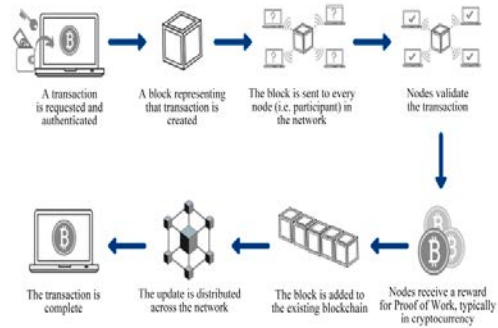 A transaction
is requested and
authenticated
A block representing
that transaction is
created
The block is sent to every
node (i.e. participant) in
the network
Nodes validate
the transaction
Nodes receive a reward
for Proof of Work, typically
in cryptocurrency
The block is added to
the existing blockchain
The update is distributed
across the network
The transaction is
complete